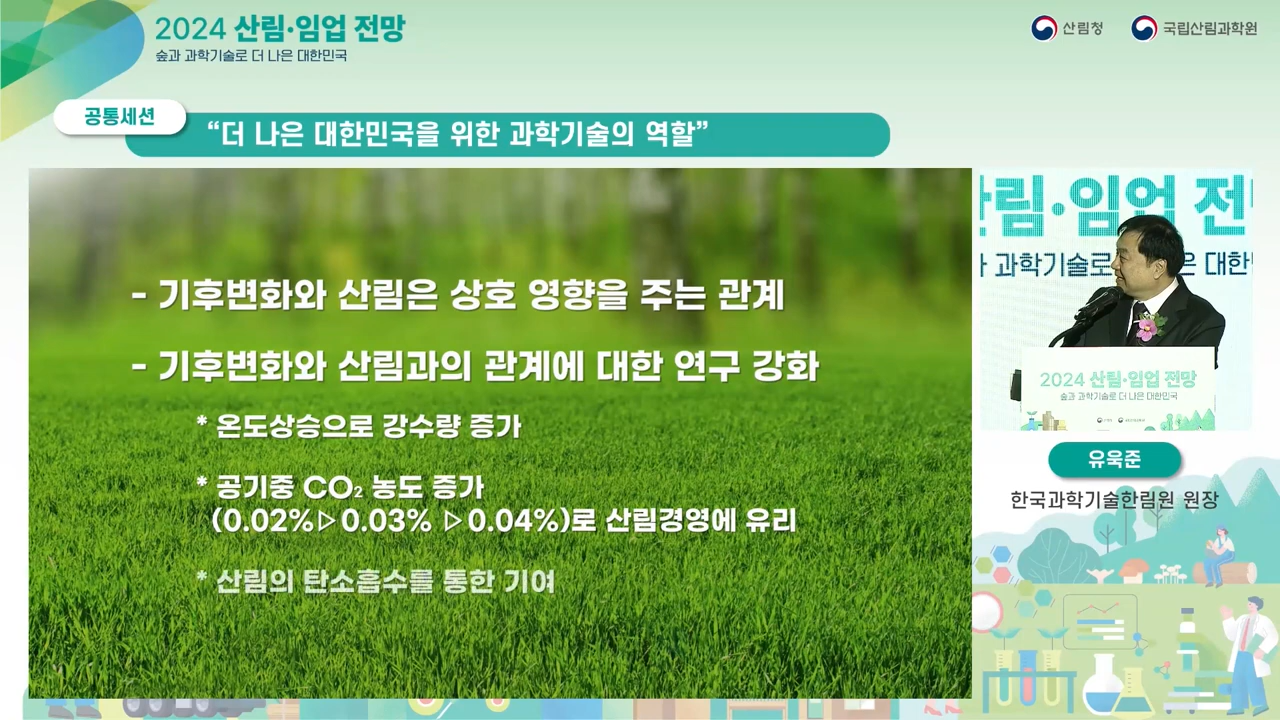 2024 산림·임업 전망
숲과 과학기술로 더 나은 대한민국
산림청
국립산림과학원
공통세션
“더 나은 대한민국을 위한 과학기술의 역할”
- 기후변화와 산림은 상호 영향을 주는 관계
- 기후변화와 산림과의 관계에 대한 연구 강화
* 온도상승으로 강수량 증가
* 공기중 CO₂ 농도 증가
(0.02%▷0.03% ▷0.04%)로 산림경영에 유리
* 산림의 탄소흡수를 통한 기여
산림·임업 전
과학기술로 은 대한
2024 산림·임업 전망
숲과 과학기술로 더 나은 대한민국
유욱준
한국과학기술한림원 원장